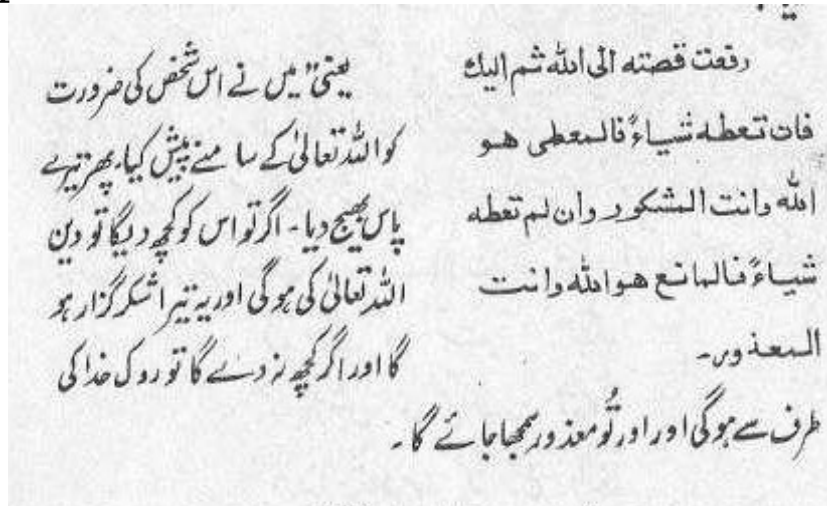 رفعت قصته الی الله ثم الیك
فان تعطه شیاءً فالمعطی هو
الله وانت المشکور وان لم تعطه
شیاءً فالمانع هو الله وانت
المعذور۔
یعنی ”میں نے اس شخص کی ضرورت
کو اللہ تعالیٰ کے سامنے پیش کیا۔ پھر تیرے
پاس بھیج دیا۔ اگر تو اس کو کچھ دیگا تو دین
اللہ تعالیٰ کی ہوگی اور یہ تیرا شکر گزار ہو
گا اور اگر کچھ نہ دے گا تو روک خدا کی
طرف سے ہوگی اور اور تُو معذور سمجھا جائے گا۔